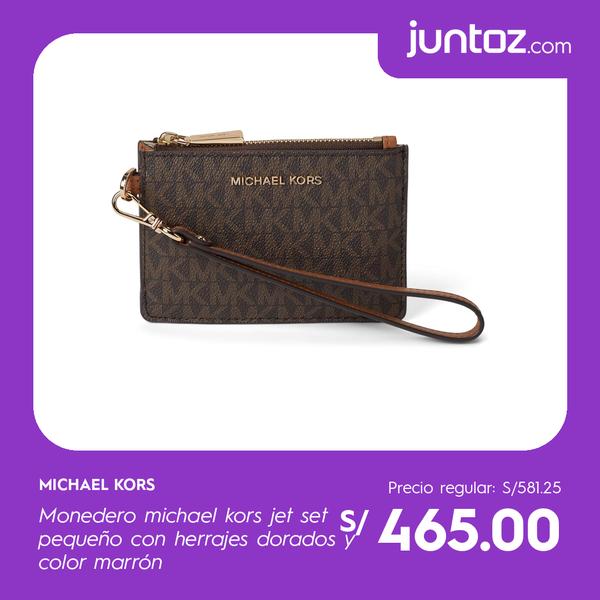 juntoz.com
MICHAEL KORS
MICHAEL KORS
Precio regular: S/581.25
Monedero michael kors jet set
pequeño con herrajes dorados y
color marrón
S/ 465.00